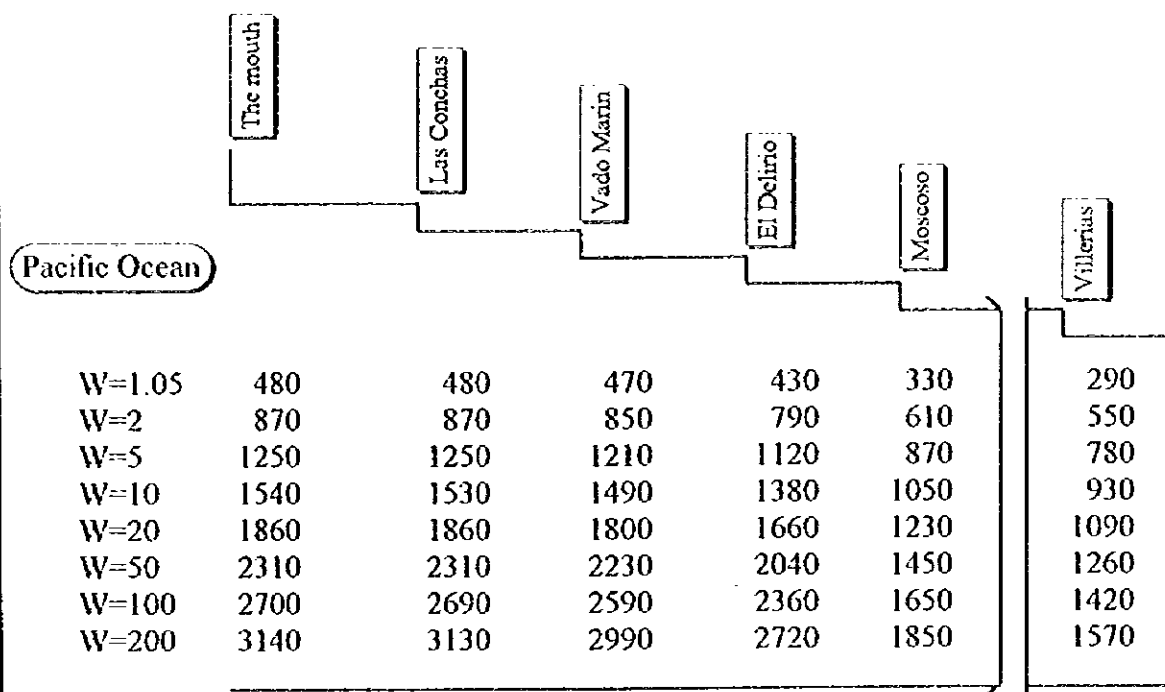 The mouth
Las Conchas
Vado Marin
El Delirio
Moscoso
Villerias
Pacific Ocean
W=1.05 480 480 470 430 330 290
W=2 870 870 850 790 610 550
W=5 1250 1250 1210 1120 870 780
W=10 1540 1530 1490 1380 1050 930
W=20 1860 1860 1800 1660 1230 1090
W=50 2310 2310 2230 2040 1450 1260
W=100 2700 2690 2590 2360 1650 1420
W=200 3140 3130 2990 2720 1850 1570